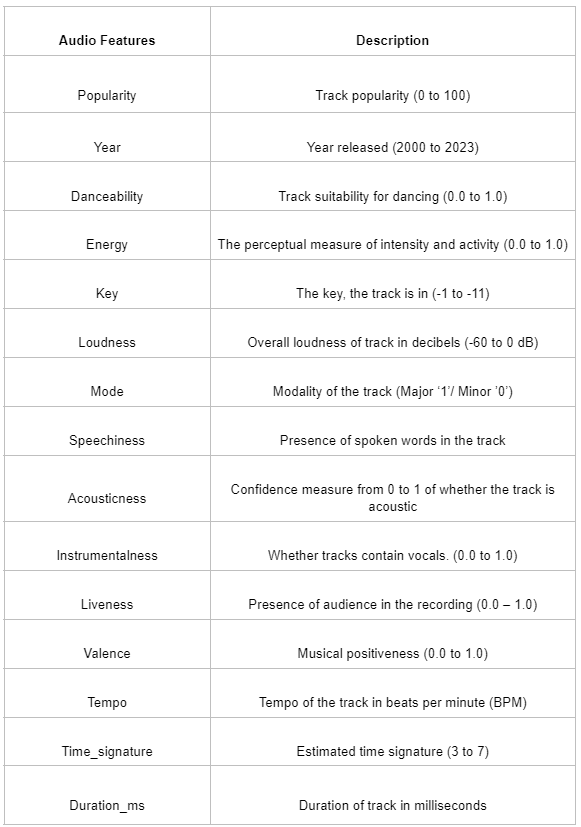 Audio Features Description
Popularity Track popularity (0 to 100)
Year Year released (2000 to 2023)
Danceability Track suitability for dancing (0.0 to 1.0)
Energy The perceptual measure of intensity and activity (0.0 to 1.0)
Key The key, the track is in (-1 to -11)
Loudness Overall loudness of track in decibels (-60 to 0 dB)
Mode Modality of the track (Major ‘1’/ Minor ’0’)
Speechiness Presence of spoken words in the track
Acousticness Confidence measure from 0 to 1 of whether the track is
acoustic
Instrumentalness Whether tracks contain vocals. (0.0 to 1.0)
Liveness Presence of audience in the recording (0.0 – 1.0)
Valence Musical positiveness (0.0 to 1.0)
Tempo Tempo of the track in beats per minute (BPM)
Time_signature Estimated time signature (3 to 7)
Duration_ms Duration of track in milliseconds